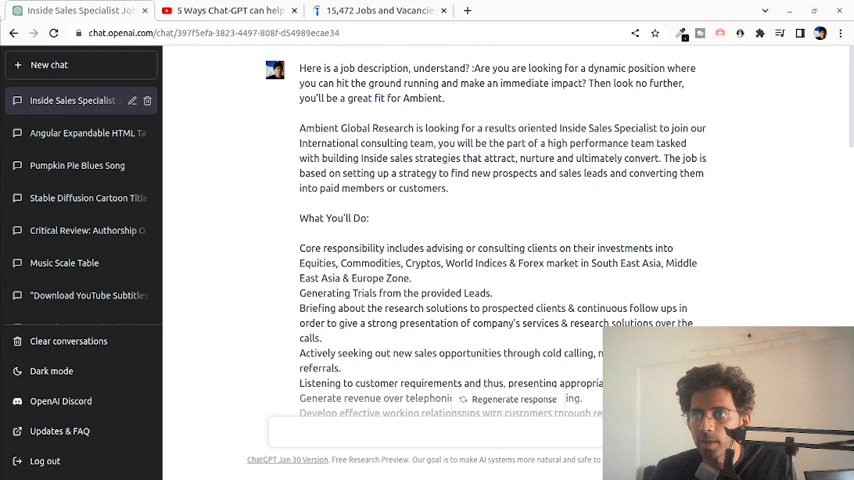 Inside Sales Specialist Jo
5 Ways Chat-GPT can help
15,472 Jobs and Vacancie
chat.openai.com/chat/397f5efa-3823-4497-808f-d54989ecae34
New chat
Inside Sales Specialist
Angular Expandable HTML Ta
Pumpkin Pie Blues Song
Stable Diffusion Cartoon Title
Critical Review: Authorship O
Music Scale Table
"Download YouTube Subtitles
Clear conversations
Dark mode
OpenAI Discord
Updates & FAQ
Log out
Here is a job description, understand? :Are you are looking for a dynamic position where
you can hit the ground running and make an immediate impact? Then look no further,
you'll be a great fit for Ambient.
Ambient Global Research is looking for a results oriented Inside Sales Specialist to join our
International consulting team, you will be the part of a high performance team tasked
with building Inside sales strategies that attract, nurture and ultimately convert. The job is
based on setting up a strategy to find new prospects and sales leads and converting them
into paid members or customers.
What You'll Do:
Core responsibility includes advising or consulting clients on their investments into
Equities, Commodities, Cryptos, World Indices & Forex market in South East Asia, Middle
East Asia & Europe Zone.
Generating Trials from the provided Leads.
Briefing about the research solutions to prospected clients & continuous follow ups in
order to give a strong presentation of company's services & research solutions over the
calls.
Actively seeking out new sales opportunities through cold calling, n
referrals.
Listening to customer requirements and thus, presenting appropria
Generate revenue over telephoni
Regenerate response
ing.
Develop effective working relationships with customers through re
ChatGPT Jan 30 Version. Free Research Preview. Our goal is to make AI systems more natural and safe to